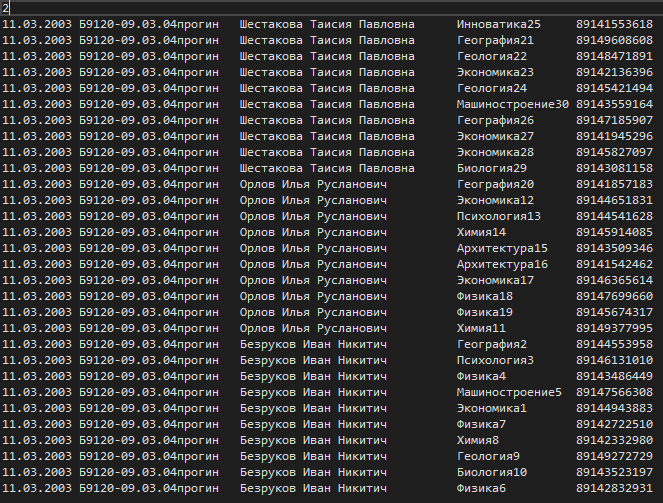 2
11.03.2003 Б9120-09.03.04прогин Шестакова Таисия Павловна Инноватика25 89141553618
11.03.2003 Б9120-09.03.04прогин Шестакова Таисия Павловна География21 89149608608
11.03.2003 Б9120-09.03.04прогин Шестакова Таисия Павловна Геология22 89148471891
11.03.2003 Б9120-09.03.04прогин Шестакова Таисия Павловна Экономика23 89142136396
11.03.2003 Б9120-09.03.04прогин Шестакова Таисия Павловна Геология24 89145421494
11.03.2003 Б9120-09.03.04прогин Шестакова Таисия Павловна Машиностроение30 89143559164
11.03.2003 Б9120-09.03.04прогин Шестакова Таисия Павловна География26 89147185907
11.03.2003 Б9120-09.03.04прогин Шестакова Таисия Павловна Экономика27 89141945296
11.03.2003 Б9120-09.03.04прогин Шестакова Таисия Павловна Экономика28 89145827097
11.03.2003 Б9120-09.03.04прогин Шестакова Таисия Павловна Биология29 89143081158
11.03.2003 Б9120-09.03.04прогин Орлов Илья Русланович География20 89141857183
11.03.2003 Б9120-09.03.04прогин Орлов Илья Русланович Экономика12 89144651831
11.03.2003 Б9120-09.03.04прогин Орлов Илья Русланович Психология13 89144541628
11.03.2003 Б9120-09.03.04прогин Орлов Илья Русланович Химия14 89145914085
11.03.2003 Б9120-09.03.04прогин Орлов Илья Русланович Архитектура15 89143509346
11.03.2003 Б9120-09.03.04прогин Орлов Илья Русланович Архитектура16 89141542462
11.03.2003 Б9120-09.03.04прогин Орлов Илья Русланович Экономика17 89146365614
11.03.2003 Б9120-09.03.04прогин Орлов Илья Русланович Физика18 89147699660
11.03.2003 Б9120-09.03.04прогин Орлов Илья Русланович Физика19 89145674317
11.03.2003 Б9120-09.03.04прогин Орлов Илья Русланович Химия11 89149377995
11.03.2003 Б9120-09.03.04прогин Безруков Иван Никитич География2 89144553958
11.03.2003 Б9120-09.03.04прогин Безруков Иван Никитич Психология3 89146131010
11.03.2003 Б9120-09.03.04прогин Безруков Иван Никитич Физика4 89143486449
11.03.2003 Б9120-09.03.04прогин Безруков Иван Никитич Машиностроение5 89147566308
11.03.2003 Б9120-09.03.04прогин Безруков Иван Никитич Экономика1 89144943883
11.03.2003 Б9120-09.03.04прогин Безруков Иван Никитич Физика7 89142722510
11.03.2003 Б9120-09.03.04прогин Безруков Иван Никитич Химия8 89142332980
11.03.2003 Б9120-09.03.04прогин Безруков Иван Никитич Геология9 89149272729
11.03.2003 Б9120-09.03.04прогин Безруков Иван Никитич Биология10 89143523197
11.03.2003 Б9120-09.03.04прогин Безруков Иван Никитич Физика6 89142832931